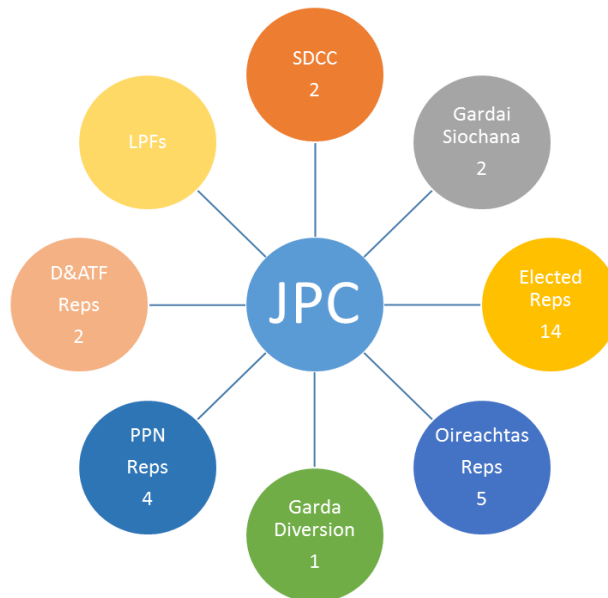 SDCC
2
Gardai
Siochana
2
Elected
Reps
14
Oireachtas
Reps
5
Garda
Diversion
1
PPN
Reps
4
D&ATF
Reps
2
LPFs
JPC